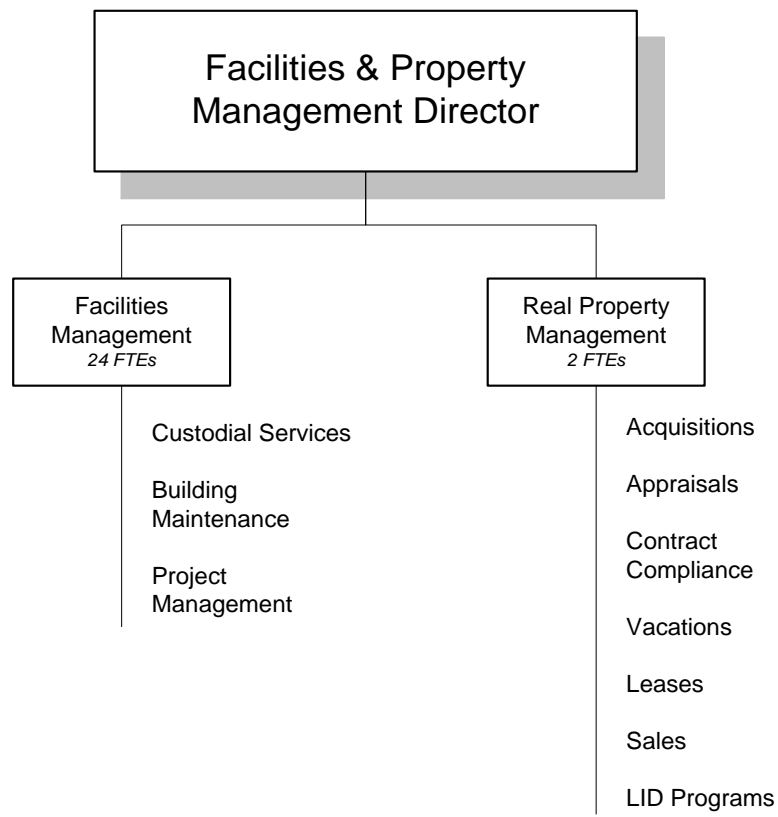 Facilities & Property
Management Director
Facilities
Management
24 FTEs
Custodial Services
Building
Maintenance
Project
Management
Real Property
Management
2 FTEs
Acquisitions
Appraisals
Contract
Compliance
Vacations
Leases
Sales
LID Programs